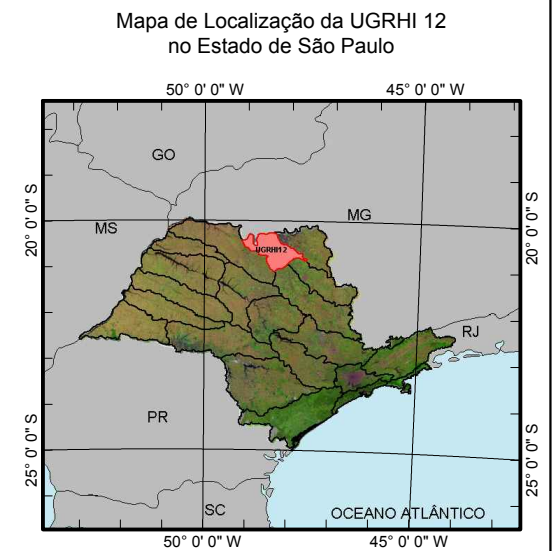 Mapa de Localização da UGRHI 12
no Estado de São Paulo
50° 0' 0" W
45° 0' 0" W
GO
MS
MG
20° 0' 0" S
20° 0' 0" S
UGRHI12
RJ
PR
25° 0' 0" S
25° 0' 0" S
SC
OCEANO ATLÂNTICO
50° 0' 0" W
45° 0' 0" W